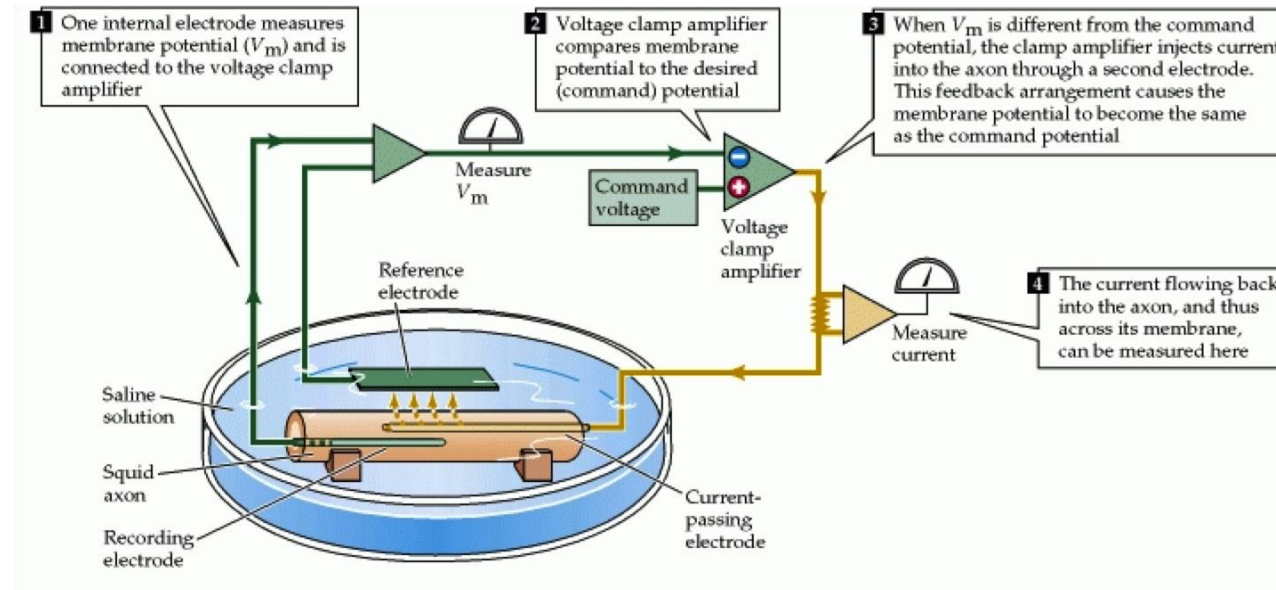 1 One internal electrode measures
membrane potential (Vm) and is
connected to the voltage clamp
amplifier
2 Voltage clamp amplifier
compares membrane
potential to the desired
(command) potential
3 When Vm is different from the command
potential, the clamp amplifier injects current
into the axon through a second electrode.
This feedback arrangement causes the
membrane potential to become the same
as the command potential
Measure
Vm
−
+
Command
voltage
Voltage
clamp
amplifier
Reference
electrode
4 The current flowing back
into the axon, and thus
across its membrane,
can be measured here
Measure
current
Saline
solution
Squid
axon
Recording
electrode
Current-
passing
electrode